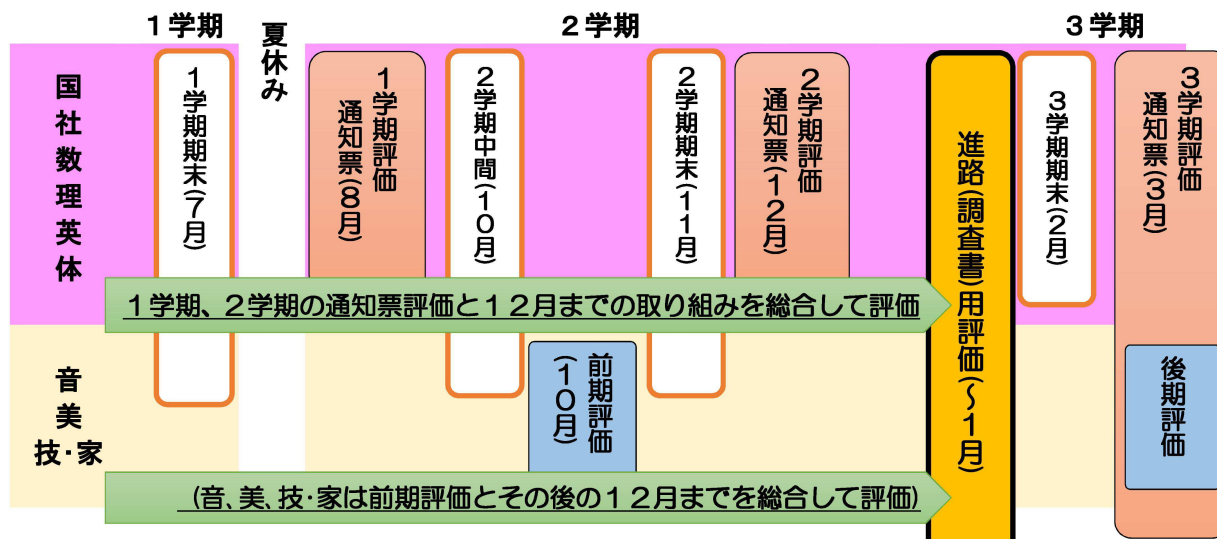 1学期
夏休み
2学期
3学期
国社数理英体
音美技・家
1学期期末(7月)
1学期評価
通知票(8月)
2学期中間(10月)
2学期期末(11月)
2学期評価
通知票(12月)
進路(調査書)用評価(～1月)
3学期期末(2月)
3学期評価
通知票(3月)
1学期、2学期の通知票評価と12月までの取り組みを総合して評価
前期評価
(10月)
後期評価
(音、美、技・家は前期評価とその後の12月までを総合して評価)